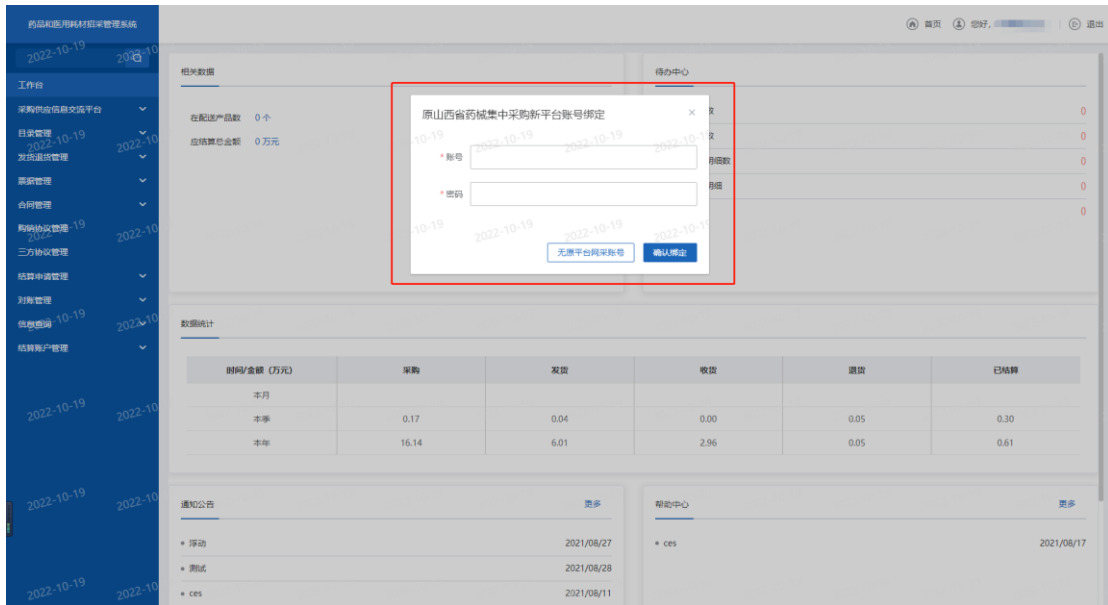 药品和医用耗材招采管理系统
首页 您好, 退出
2022-10-19
工作台
采购供应信息交流平台
目录管理
发货退货管理
票据管理
合同管理
购销协议管理
三方协议管理
结算申请管理
对账管理
信息查询
结算账户管理
相关数据
在配送产品数 0 个
应结算总金额 0 万元
待办中心
数 0
数 0
明细数 0
明细 0
0
原山西省药械集中采购新平台账号绑定 ×
* 账号
* 密码
无原平台网采账号 确认绑定
数据统计
时间/金额（万元） 采购 发货 收货 退货 已结算
本月
本季 0.17 0.04 0.00 0.05 0.30
本年 16.14 6.01 2.96 0.05 0.61
通知公告 更多
浮动 2021/08/27
测试 2021/08/28
ces 2021/08/11
帮助中心 更多
ces 2021/08/17